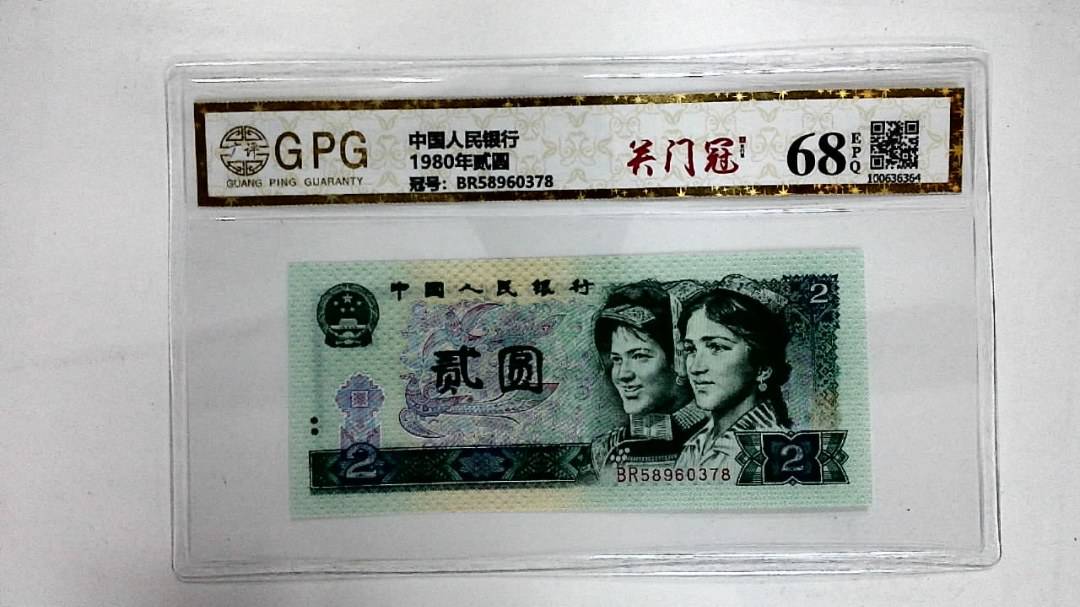 GPG
GUANG PING GUARANTY
中国人民银行
1980年贰圆
冠号：BR58960378
关门冠
68
EPQ
100636364
中国人民银行
2
贰圆
2
BR58960378
2